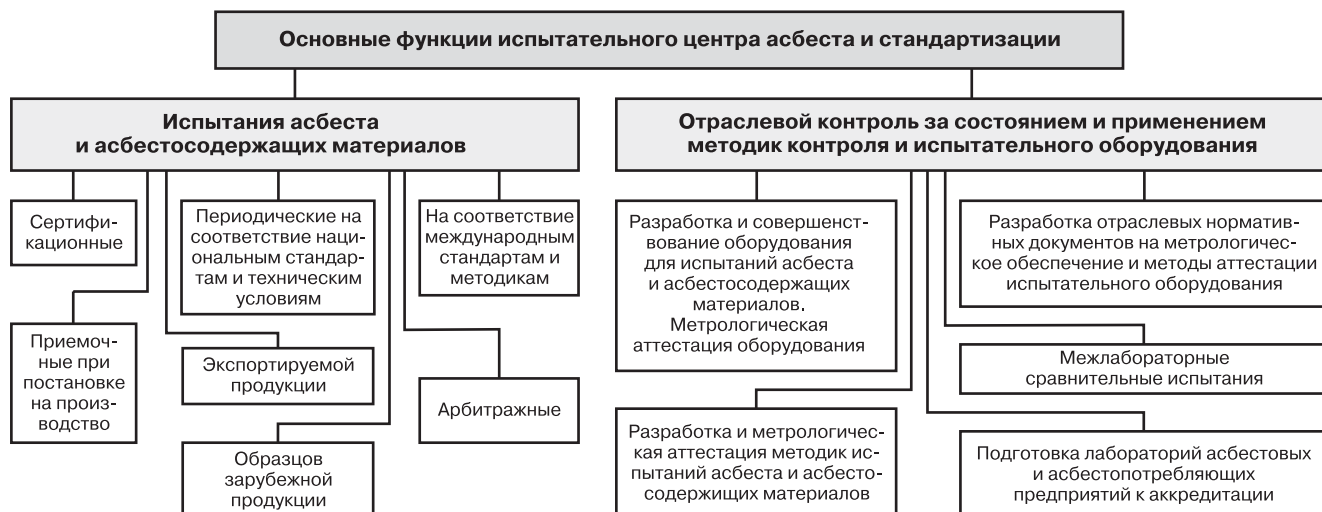 Основные функции испытательного центра асбеста и стандартизации
Испытания асбеста
и асбестосодержащих материалов
Отраслевой контроль за состоянием и применением
методик контроля и испытательного оборудования
Сертифи-
кационные
Периодические на
соответствие наци-
ональным стандар-
там и техническим
условиям
На соответствие
международным
стандартам и
методикам
Приемоч-
ные при
постановке
на произ-
водство
Экспортируемой
продукции
Арбитражные
Образцов
зарубежной
продукции
Разработка и совершенст-
вование оборудования
для испытаний асбеста
и асбестосодержащих
материалов.
Метрологическая
аттестация оборудования
Разработка отраслевых норматив-
ных документов на метрологичес-
кое обеспечение и методы аттестации
испытательного оборудования
Межлабораторные
сравнительные испытания
Разработка и метрологичес-
кая аттестация методик ис-
пытаний асбеста и асбесто-
содержищих материалов
Подготовка лабораторий асбестовых
и асбестопотребляющих
предприятий к аккредитации